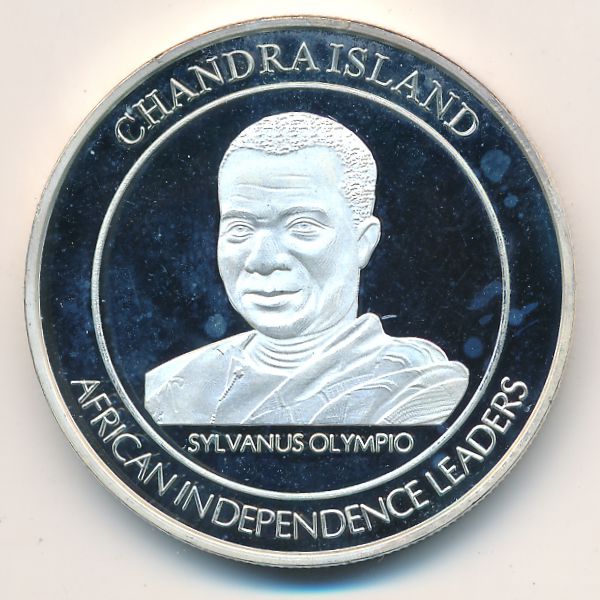 CHANDRA ISLAND
SYLVANUS OLYMPIO
AFRICAN INDEPENDENCE LEADERS